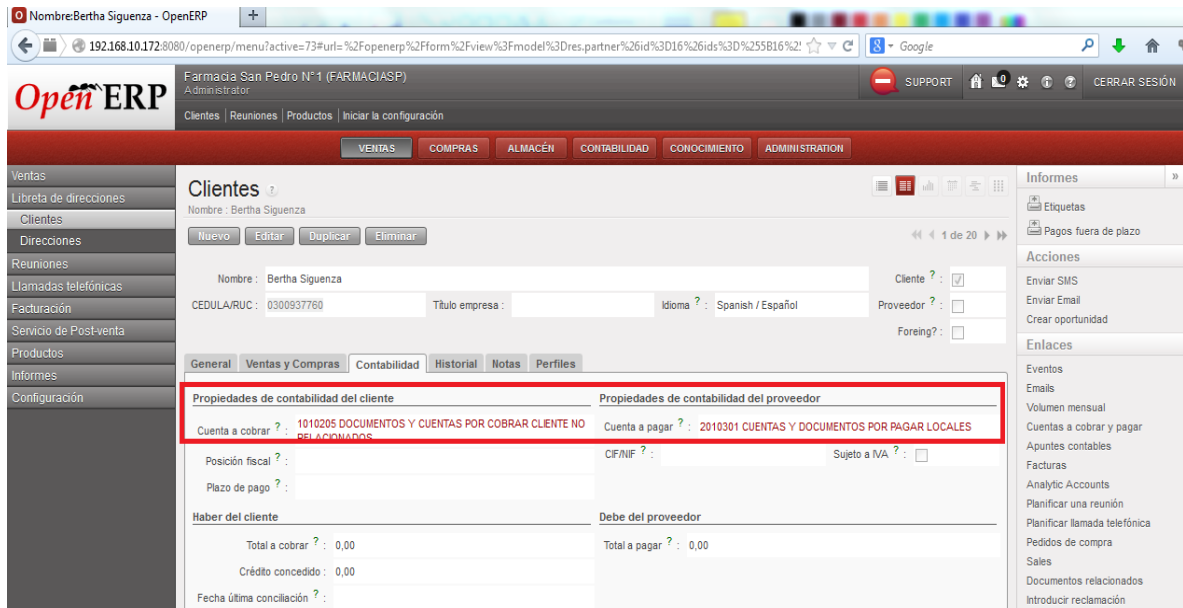 Nombre:Bertha Siguenza - OpenERP
192.168.10.172:8080/openerp/menu?active=73#url=%2Fopenerp%2Fform%2Fview%3Fmodel%3Dres.partner%26id%3D16%26ids%3D%255B16%2!
Google
Open ERP
Farmacia San Pedro N°1 (FARMACIASP)
Administrator
SUPPORT
0
CERRAR SESIÓN
Clientes | Reuniones | Productos | Iniciar la configuración
VENTAS COMPRAS ALMACÉN CONTABILIDAD CONOCIMIENTO ADMINISTRATION
Ventas
Libreta de direcciones
Clientes
Direcciones
Reuniones
Llamadas telefónicas
Facturación
Servicio de Post-venta
Productos
Informes
Configuración
Clientes ?
Nombre : Bertha Siguenza
Nuevo Editar Duplicar Eliminar
1 de 20
Nombre : Bertha Siguenza Cliente ? :
CEDULA/RUC : 0300937760 Título empresa : Idioma ? : Spanish / Español Proveedor ? :
Foreing? :
General Ventas y Compras Contabilidad Historial Notas Perfiles
Propiedades de contabilidad del cliente Propiedades de contabilidad del proveedor
Cuenta a cobrar ? : 1010205 DOCUMENTOS Y CUENTAS POR COBRAR CLIENTE NO RELACIONADOS
Cuenta a pagar ? : 2010301 CUENTAS Y DOCUMENTOS POR PAGAR LOCALES
Posición fiscal ? : CIF/NIF ? : Sujeto a IVA ? :
Plazo de pago ? :
Haber del cliente Debe del proveedor
Total a cobrar ? : 0,00 Total a pagar ? : 0,00
Crédito concedido : 0,00
Fecha última conciliación ? :
Informes »
Etiquetas
Pagos fuera de plazo
Acciones
Enviar SMS
Enviar Email
Crear oportunidad
Enlaces
Eventos
Emails
Volumen mensual
Cuentas a cobrar y pagar
Apuntes contables
Facturas
Analytic Accounts
Planificar una reunión
Planificar llamada telefónica
Pedidos de compra
Sales
Documentos relacionados
Introducir reclamación